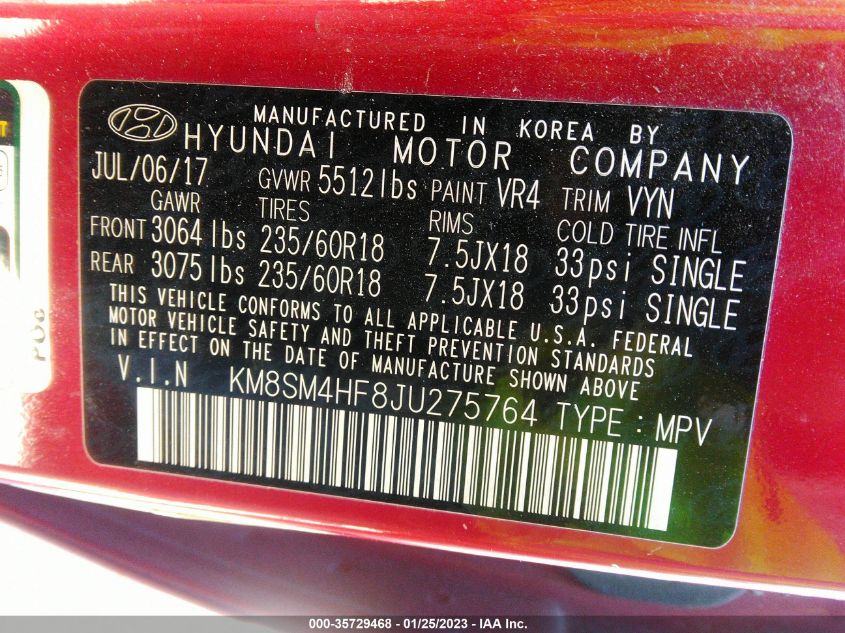 MANUFACTURED IN KOREA BY
HYUNDAI MOTOR COMPANY
JUL/06/17 GVWR 5512lbs PAINT VR4 TRIM VYN
GAWR TIRES RIMS COLD TIRE INFL
FRONT 3064lbs 235/60R18 7.5JX18 33psi SINGLE
REAR 3075lbs 235/60R18 7.5JX18 33psi SINGLE
THIS VEHICLE CONFORMS TO ALL APPLICABLE U.S.A. FEDERAL
MOTOR VEHICLE SAFETY AND THEFT PREVENTION STANDARDS
IN EFFECT ON THE DATE OF MANUFACTURE SHOWN ABOVE
V.I.N KM8SM4HF8JU275764 TYPE : MPV
000-35729468 - 01/25/2023 - IAA Inc.